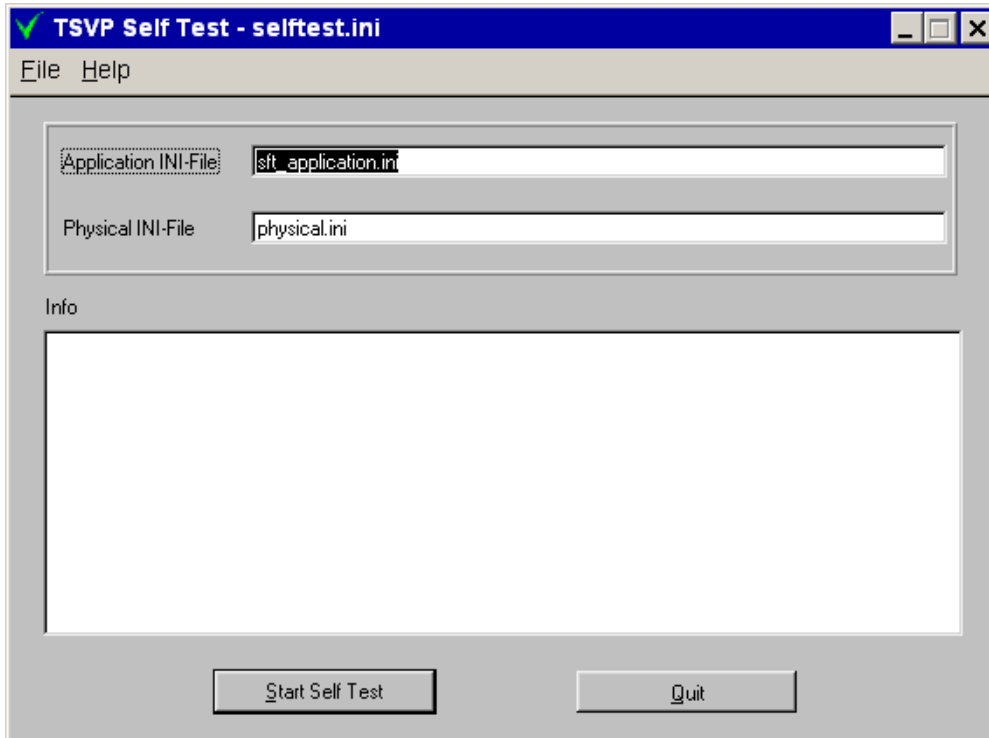 TSVP Self Test - selftest.ini
File Help
Application INI-File sft_application.ini
Physical INI-File physical.ini
Info
Start Self Test Quit